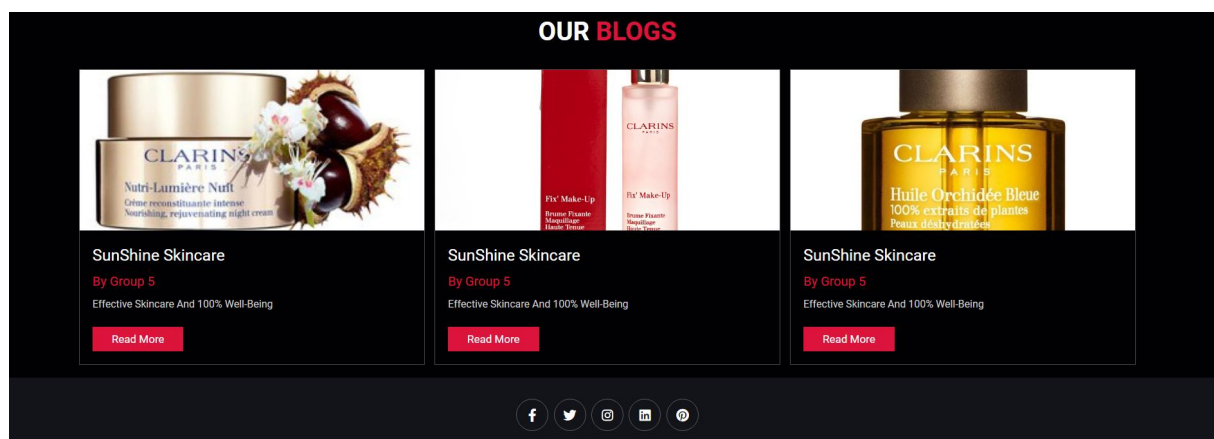 OUR BLOGS
CLARINS
PARIS
Nutri-Lumière Nuit
Crème reconstituante intense
Nourishing, rejuvenating night cream
CLARINS
PARIS
Fix' Make-Up
Brume Fixante
Maquillage
Haute Tenue
Fix' Make-Up
Brume Fixante
Maquillage
Haute Tenue
CLARINS
PARIS
Huile Orchidée Bleue
100% extraits de plantes
Peaux déshydratées
SunShine Skincare
By Group 5
Effective Skincare And 100% Well-Being
Read More
SunShine Skincare
By Group 5
Effective Skincare And 100% Well-Being
Read More
SunShine Skincare
By Group 5
Effective Skincare And 100% Well-Being
Read More